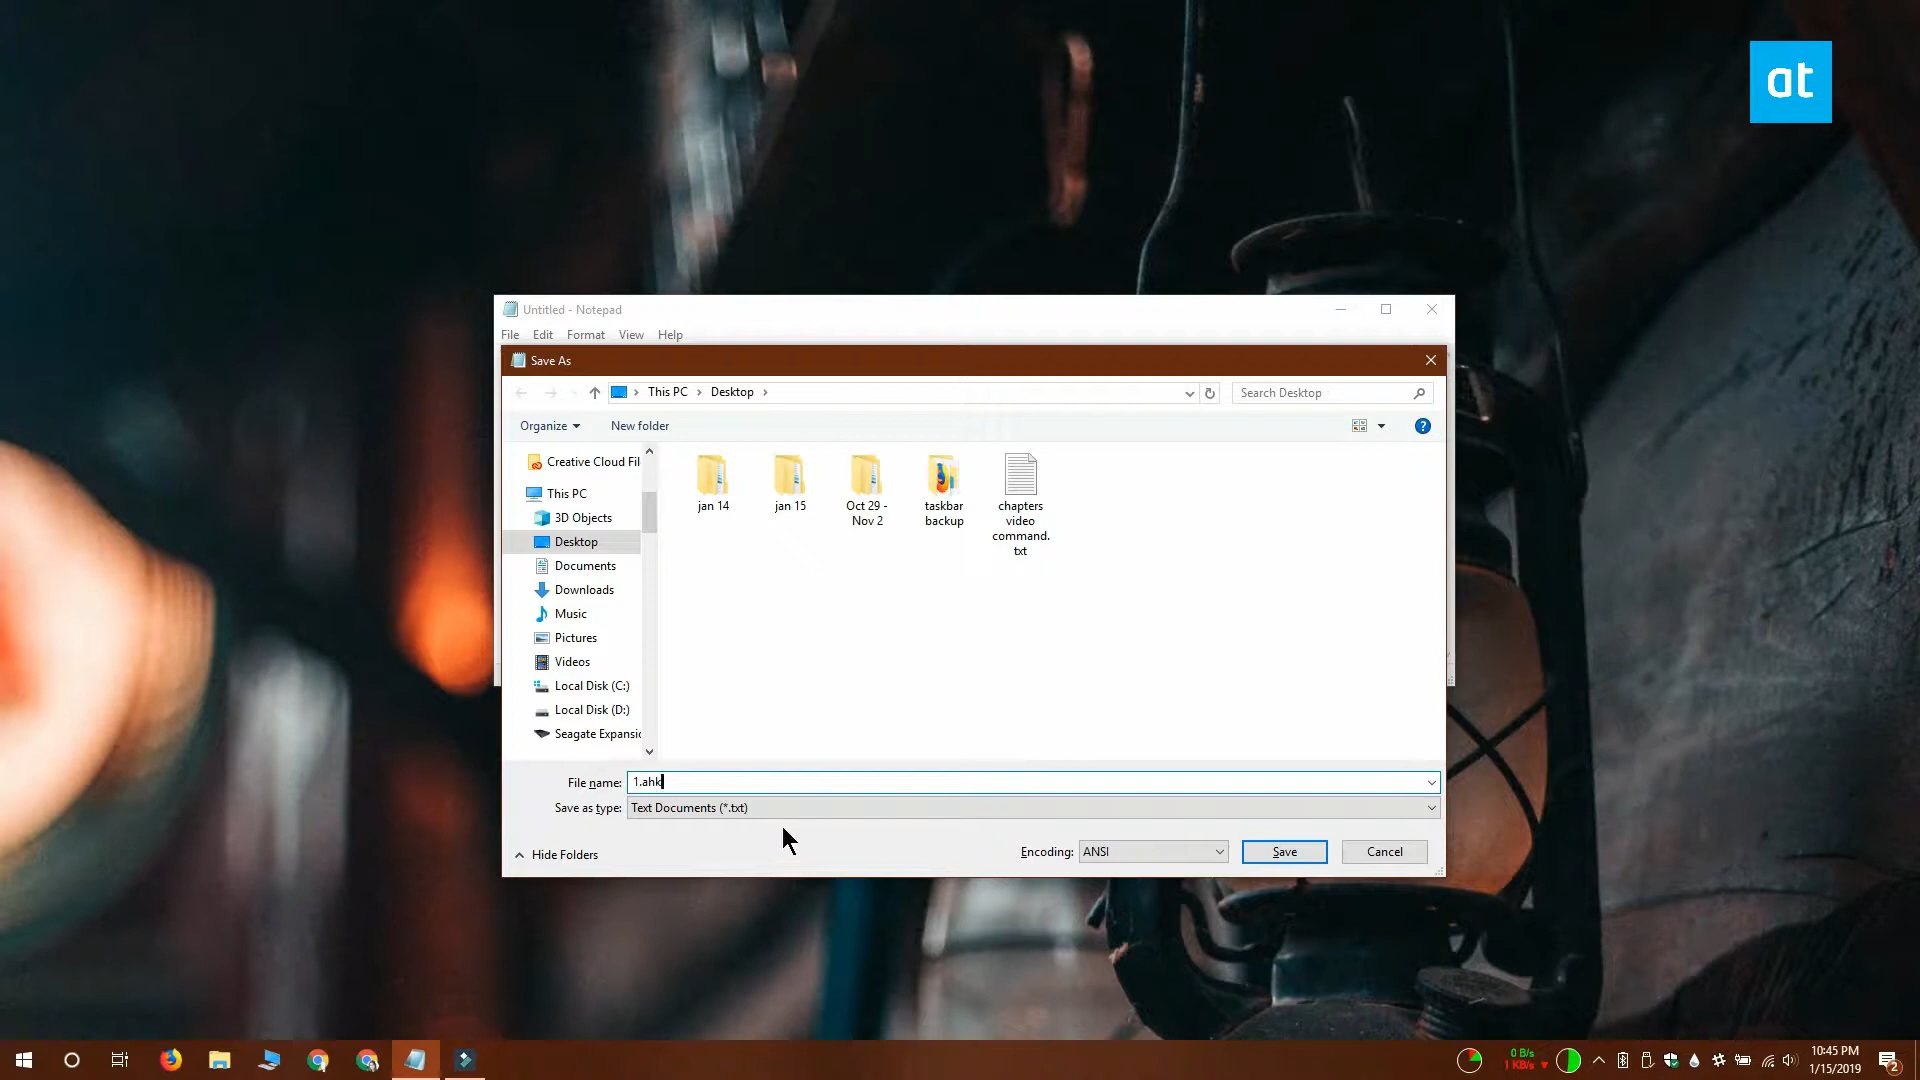 at
Untitled - Notepad
File Edit Format View Help
Save As
This PC Desktop
Search Desktop
Organize New folder
?
Creative Cloud Fil
This PC
3D Objects
Desktop
Documents
Downloads
Music
Pictures
Videos
Local Disk (C:)
Local Disk (D:)
Seagate Expansi
jan 14
jan 15
Oct 29 -
Nov 2
taskbar
backup
chapters
video
command.
txt
File name: 1.ahk
Save as type: Text Documents (*.txt)
Hide Folders
Encoding: ANSI
Save
Cancel
0 B/s
1 KB/s
10:45 PM
1/15/2019
2